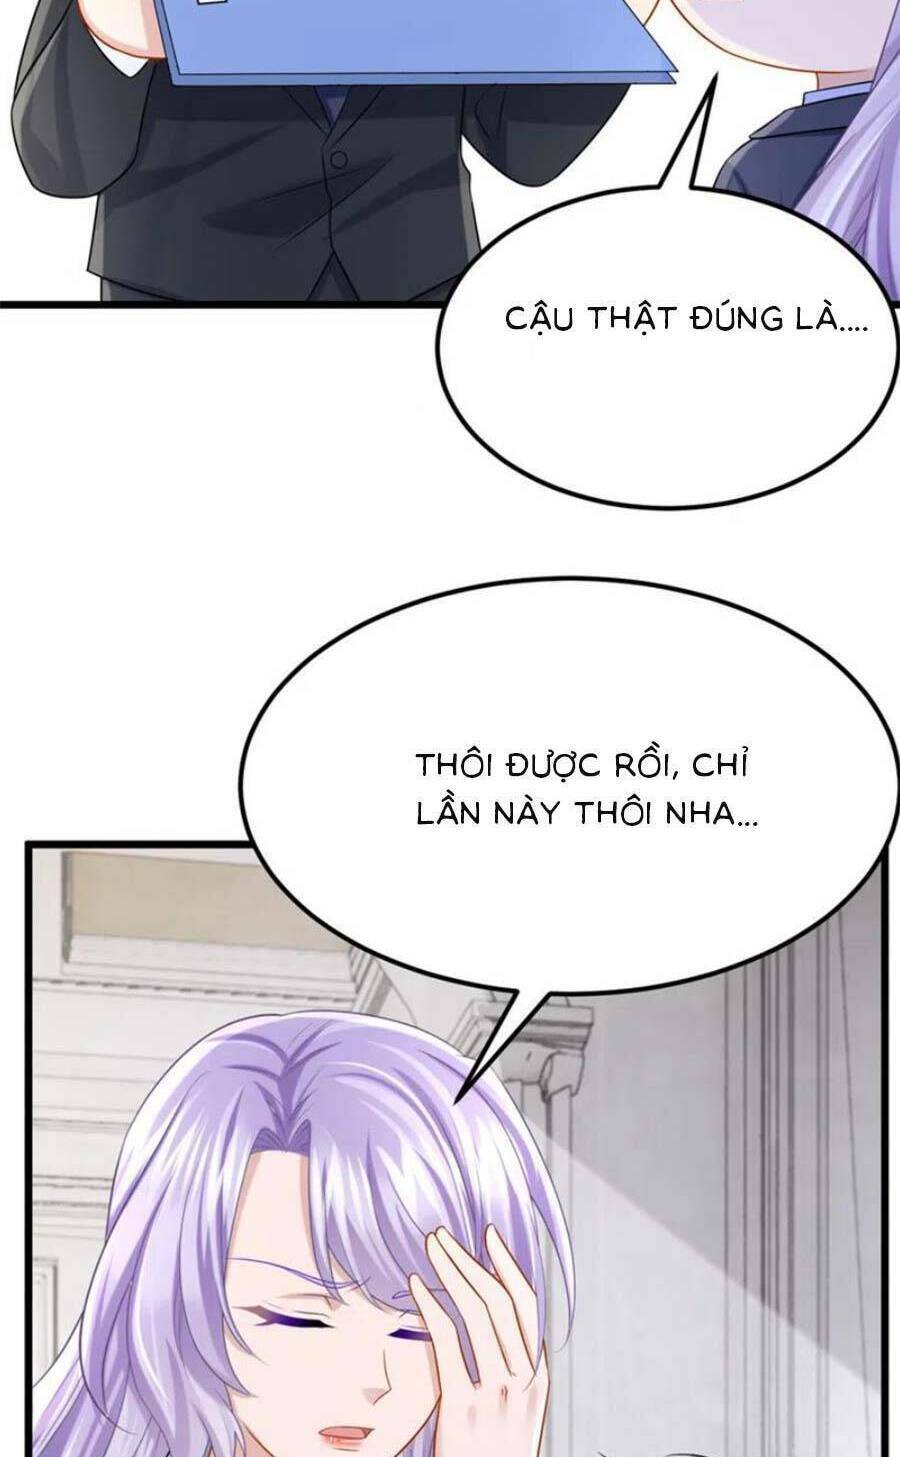 CẬU THẬT ĐÚNG LÀ....
THÔI ĐƯỢC RỒI, CHỈ
LẦN NÀY THÔI NHA...